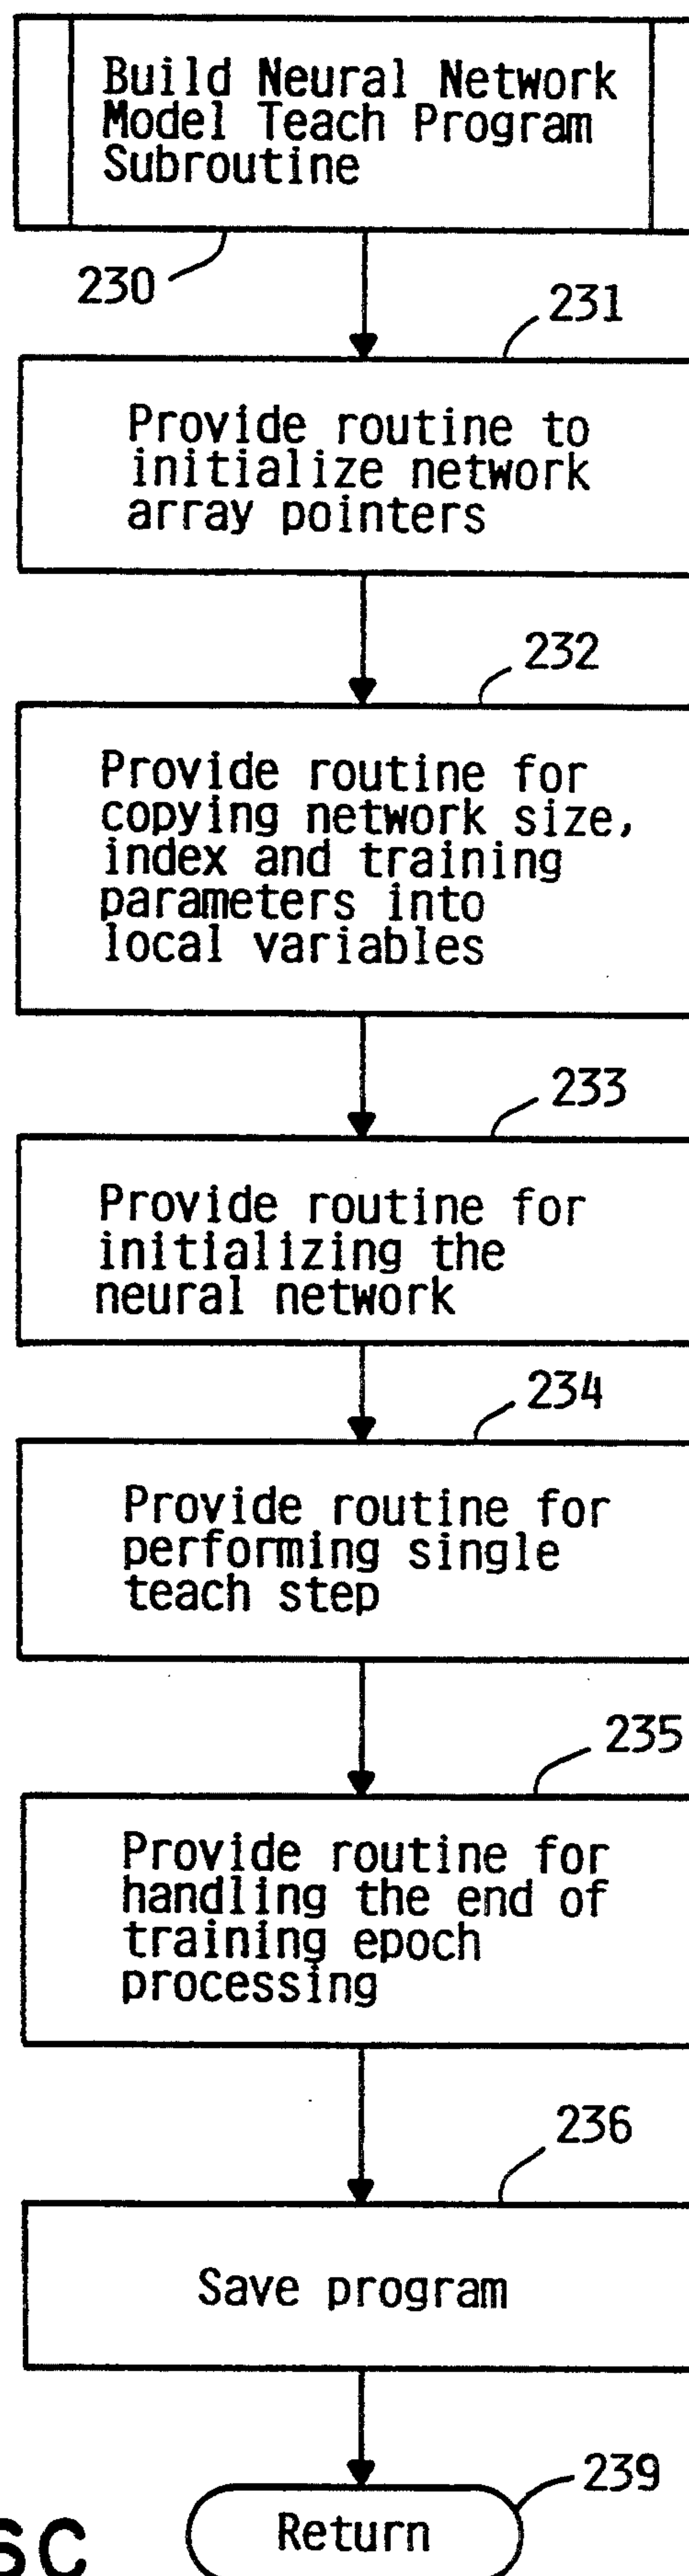 Build Neural Network
Model Teach Program
Subroutine
230
231
Provide routine to
initialize network
array pointers
232
Provide routine for
copying network size,
index and training
parameters into
local variables
233
Provide routine for
initializing the
neural network
234
Provide routine for
performing single
teach step
235
Provide routine for
handling the end of
training epoch
processing
236
Save program
239
Return